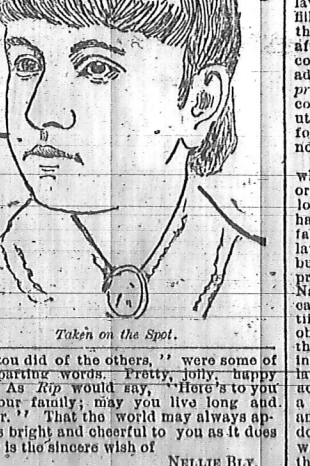 Taken on the Spot.
you did of the others, " were some of
parting words. Pretty, jolly, happy
As Rip would say, "Here's to you
our family; may you live long and
r." That the world may always ap-
s bright and cheerful to you as it does
is the sincere wish of
NELLIE BLY.